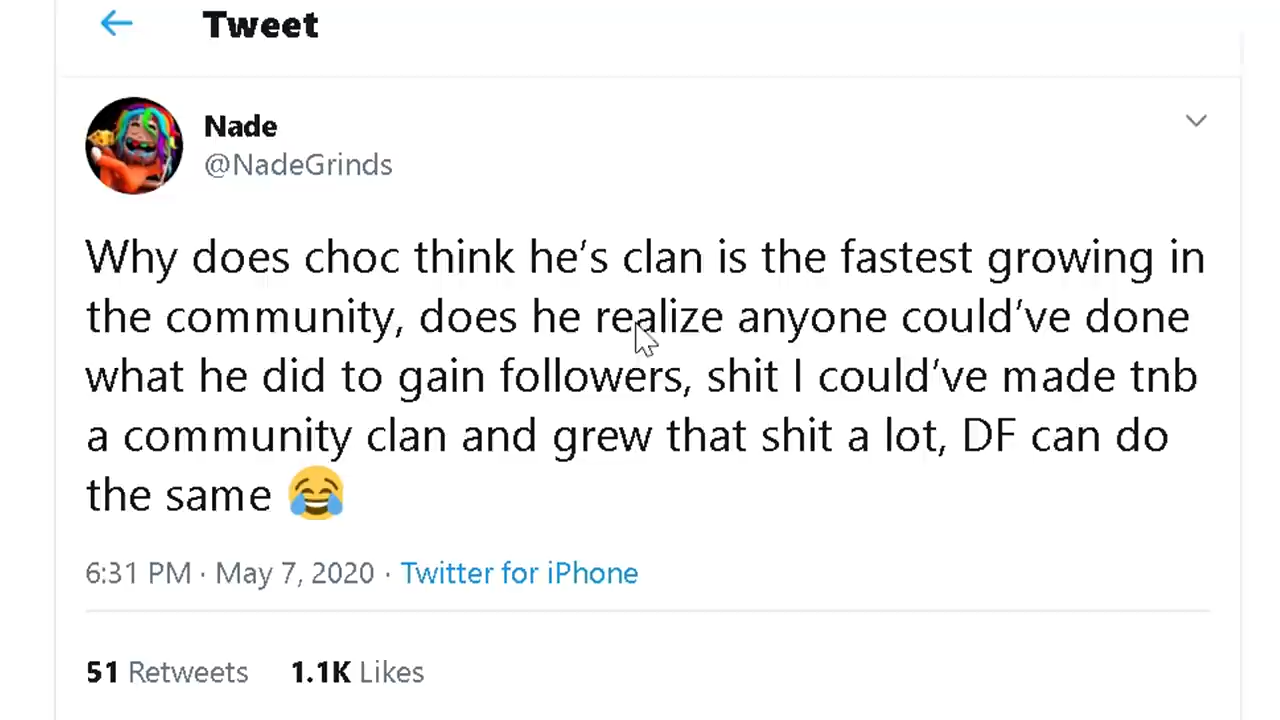 Tweet
Nade
@NadeGrinds
Why does choc think he's clan is the fastest growing in
the community, does he realize anyone could've done
what he did to gain followers, shit I could've made tnb
a community clan and grew that shit a lot, DF can do
the same 😂
6:31 PM · May 7, 2020 · Twitter for iPhone
51 Retweets 1.1K Likes